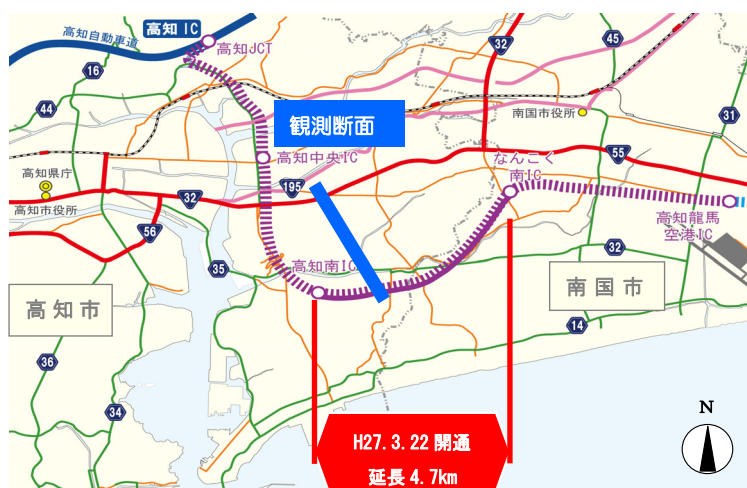 高知 IC
高知自動車道
高知JCT
32
45
16
44
観測断面
南国市役所
31
高知中央IC
なんこく
南IC
55
高知県庁
高知市役所
32
195
高知龍馬
空港IC
56
35
高知南IC
32
高知市
南国市
14
36
34
N
H27.3.22 開通
延長 4.7km